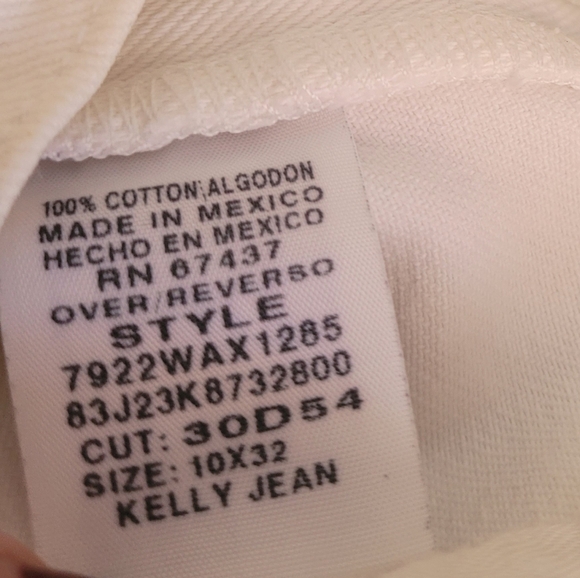 100% COTTON\ALGODON
MADE IN MEXICO
HECHO EN MEXICO
RN 67437
OVER/REVERSO
STYLE
7922WAX1285
83J23K8732800
CUT: 30D54
SIZE: 10X32
KELLY JEAN